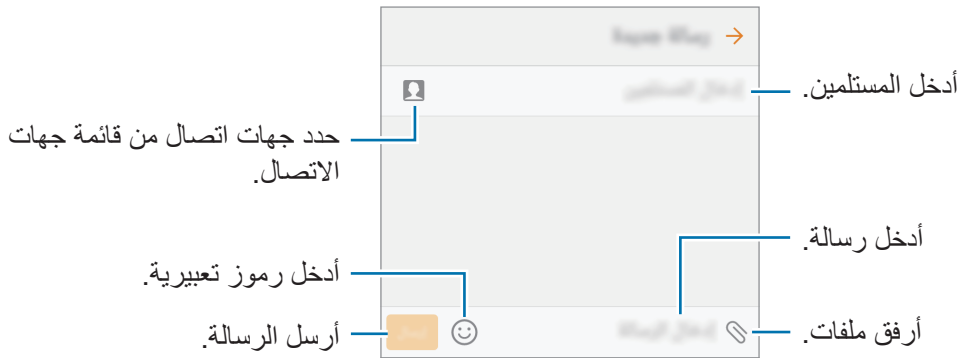 أدخل المستلمين.
حدد جهات اتصال من قائمة جهات
الاتصال.
أدخل رسالة.
أدخل رموز تعبيرية.
أرفق ملفات.
أرسل الرسالة.